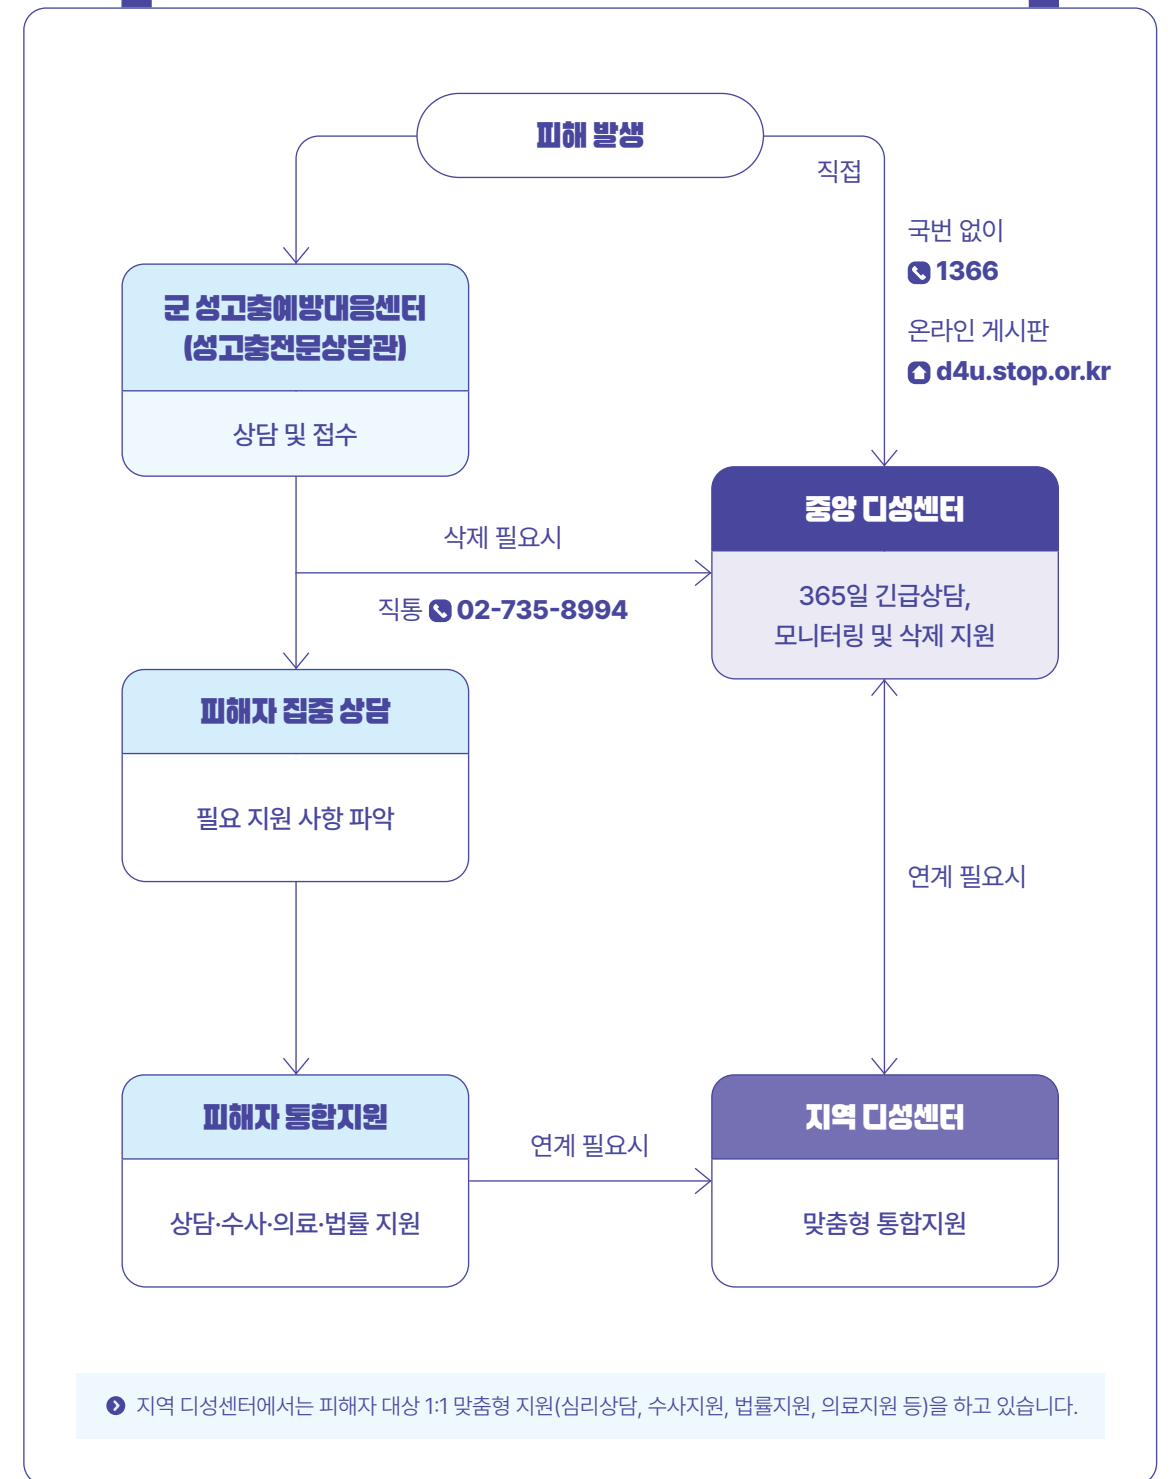 피해 발생
직접
국번 없이
1366
온라인 게시판
d4u.stop.or.kr
군 성고충예방대응센터
(성고충전문상담관)
상담 및 접수
삭제 필요시
직통 02-735-8994
중앙 디성센터
365일 긴급상담,
모니터링 및 삭제 지원
피해자 집중 상담
필요 지원 사항 파악
연계 필요시
피해자 통합지원
상담·수사·의료·법률 지원
연계 필요시
지역 디성센터
맞춤형 통합지원
지역 디성센터에서는 피해자 대상 1:1 맞춤형 지원(심리상담, 수사지원, 법률지원, 의료지원 등)을 하고 있습니다.